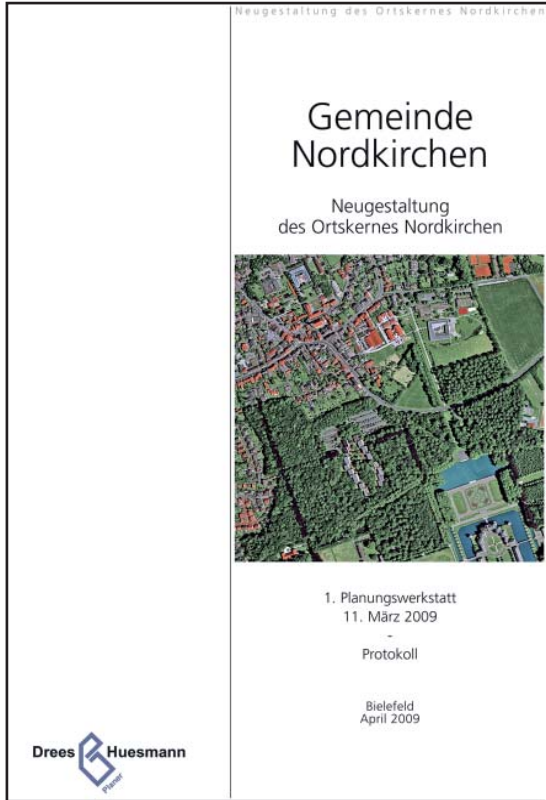 Neugestaltung des Ortskernes Nordkirchen
Gemeinde
Nordkirchen
Neugestaltung
des Ortskernes Nordkirchen
1. Planungswerkstatt
11. März 2009
-
Protokoll
Bielefeld
April 2009
Drees Huesmann
Planer